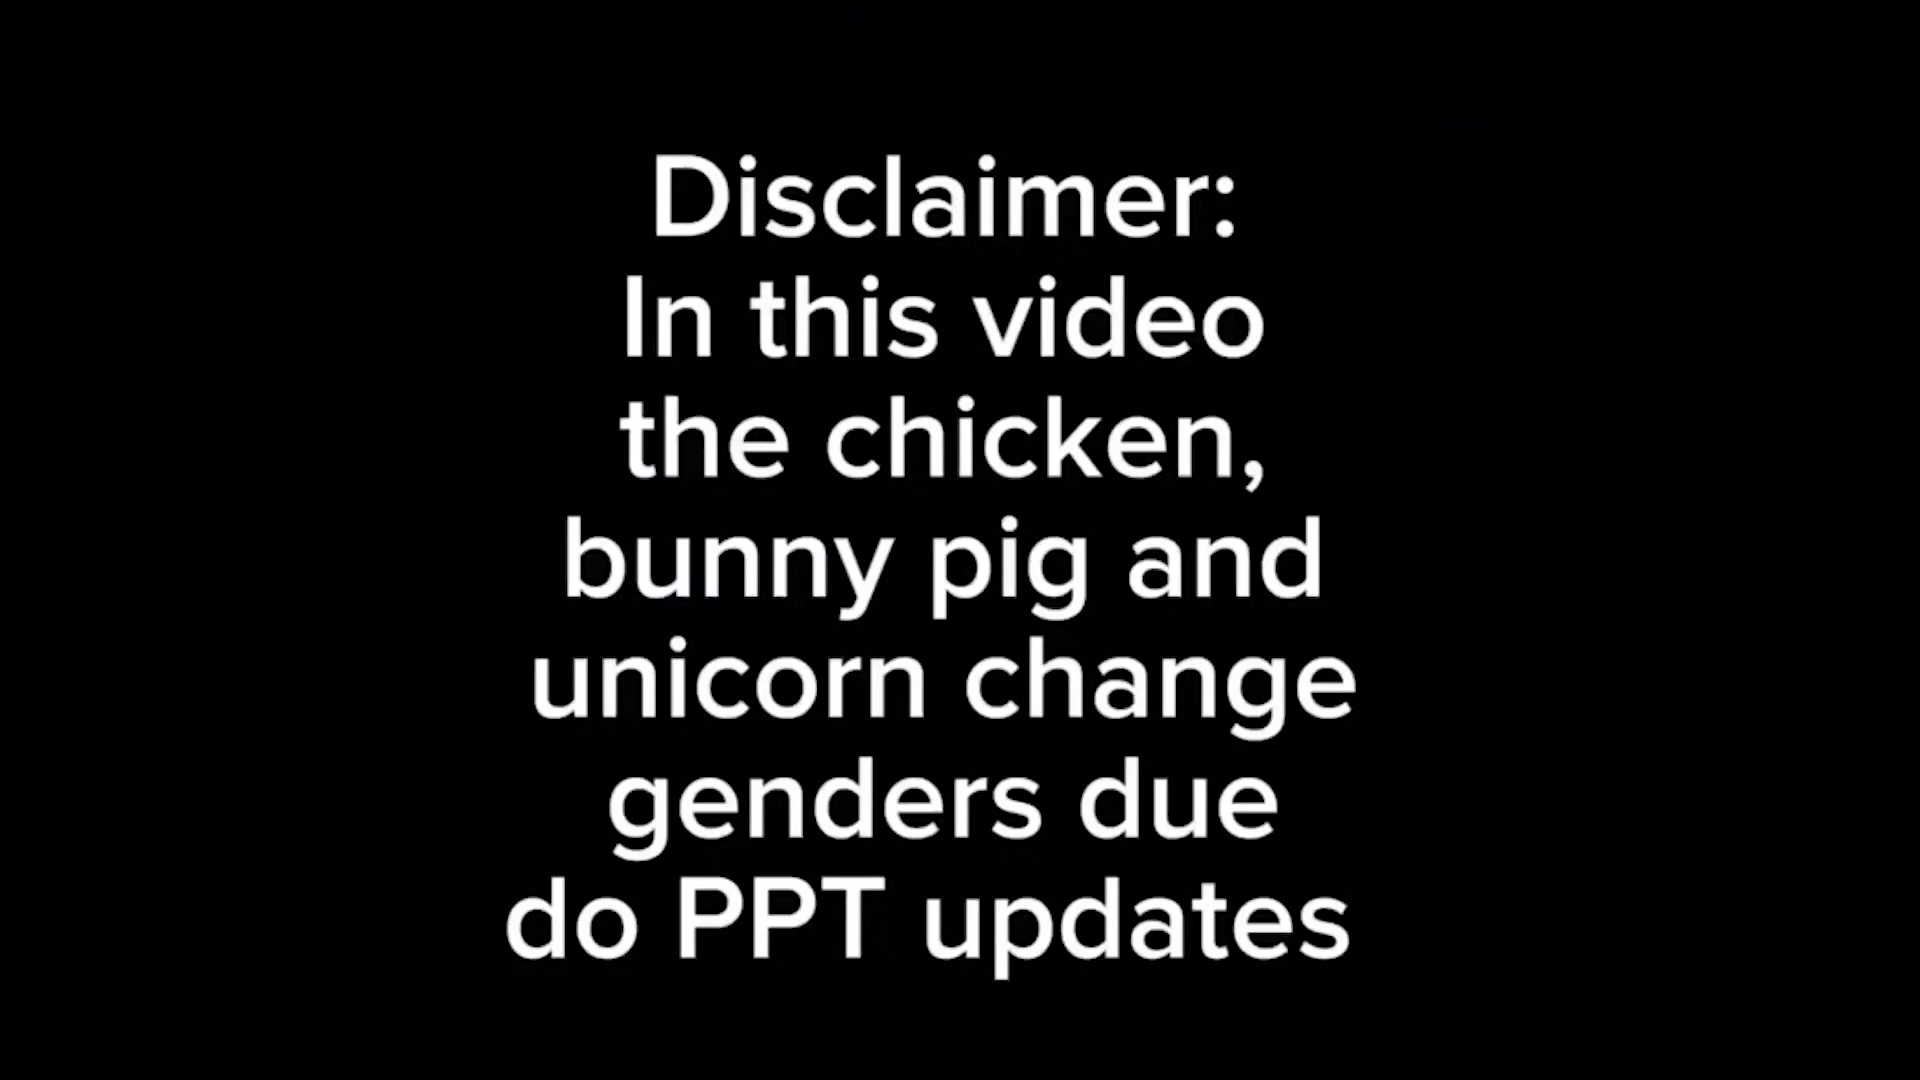 Disclaimer:
In this video
the chicken,
bunny pig and
unicorn change
genders due
do PPT updates